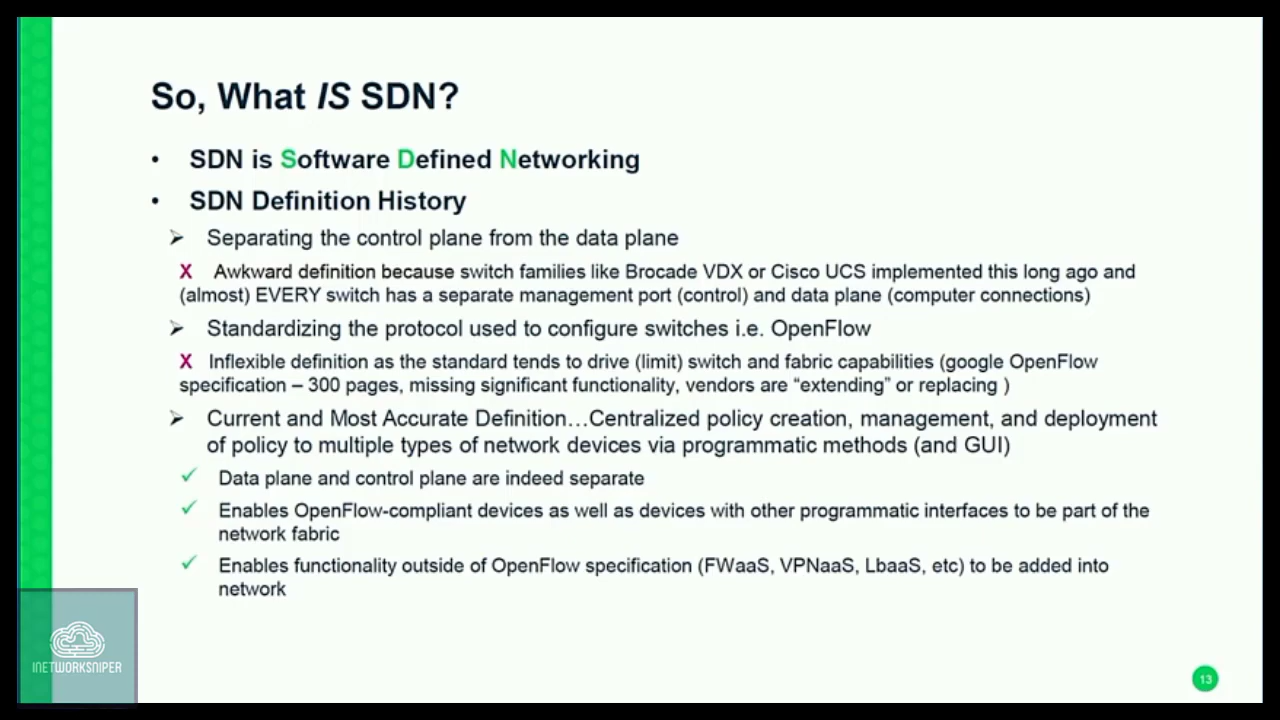 So, What IS SDN?
• SDN is Software Defined Networking
• SDN Definition History
➢ Separating the control plane from the data plane
X Awkward definition because switch families like Brocade VDX or Cisco UCS implemented this long ago and
(almost) EVERY switch has a separate management port (control) and data plane (computer connections)
➢ Standardizing the protocol used to configure switches i.e. OpenFlow
X Inflexible definition as the standard tends to drive (limit) switch and fabric capabilities (google OpenFlow
specification – 300 pages, missing significant functionality, vendors are “extending” or replacing )
➢ Current and Most Accurate Definition…Centralized policy creation, management, and deployment
of policy to multiple types of network devices via programmatic methods (and GUI)
✓ Data plane and control plane are indeed separate
✓ Enables OpenFlow-compliant devices as well as devices with other programmatic interfaces to be part of the
network fabric
✓ Enables functionality outside of OpenFlow specification (FWaaS, VPNaaS, LbaaS, etc) to be added into
network
INETWORKSNIPER
13